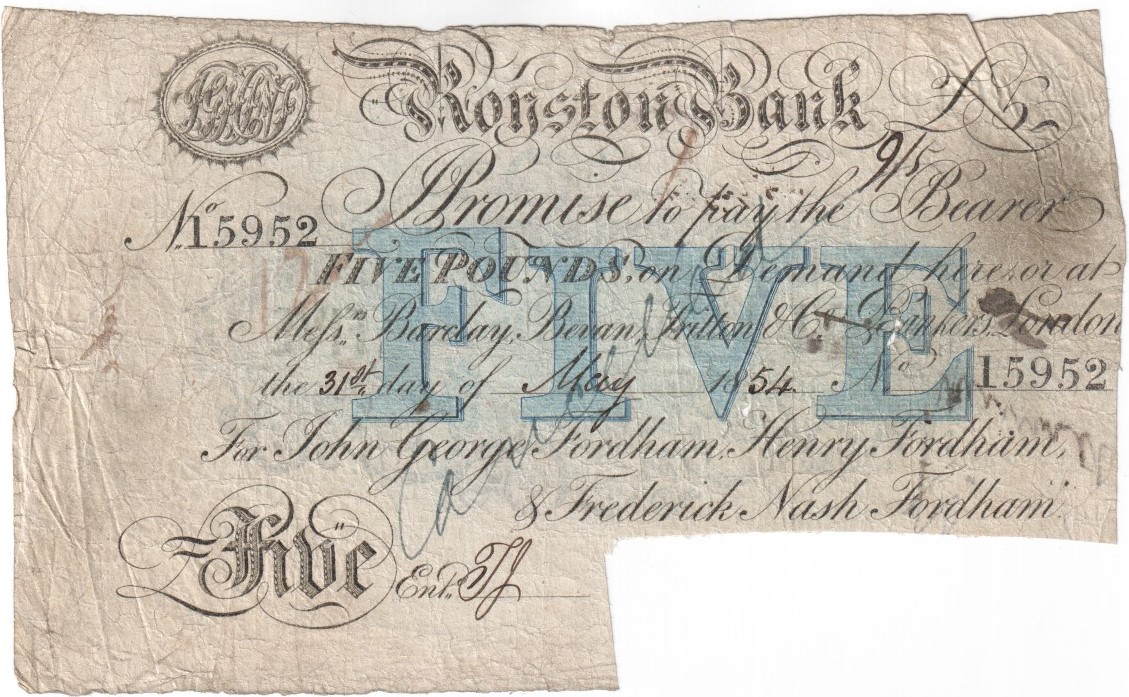 Royston Bank
9/15
I Promise to pay the Bearer
No. 15952
FIVE POUNDS, on Demand here or at
Messrs. Barclay, Bevan, Tritton & Co. Bankers, London
the 31st day of May 1854 No. 15952
FIVE
For John George Fordham, Henry Fordham,
& Frederick Nash Fordham.
£ Five
Entd.